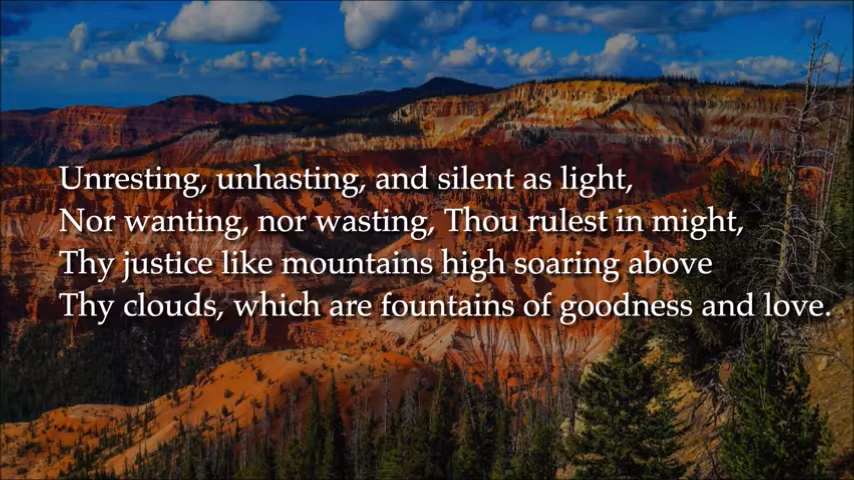 Unresting, unhasting, and silent as light,
Nor wanting, nor wasting, Thou rulest in might,
Thy justice like mountains high soaring above
Thy clouds, which are fountains of goodness and love.